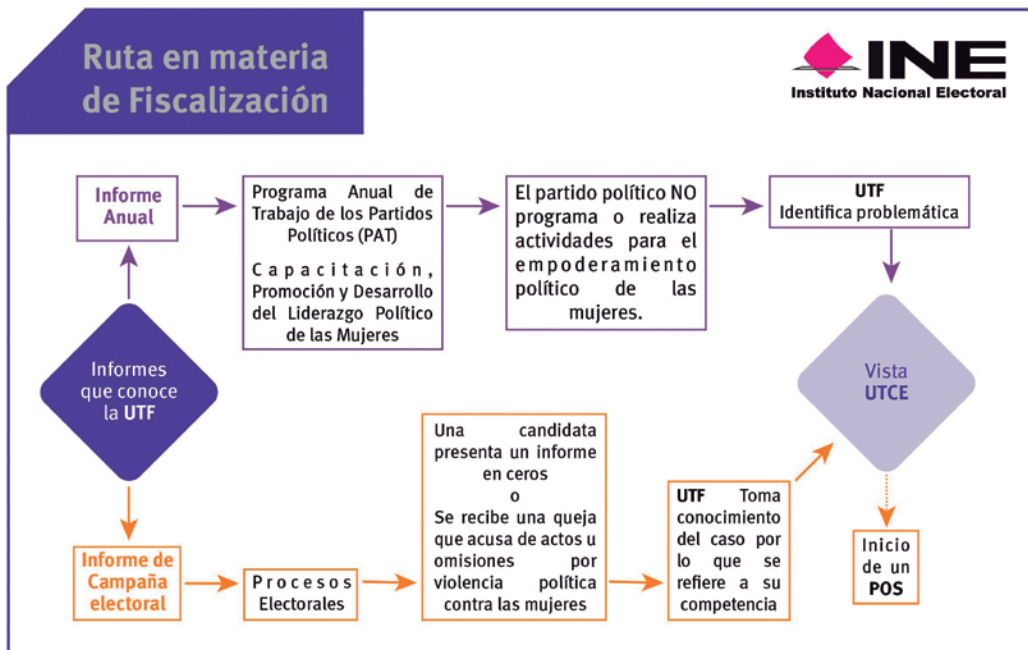 Ruta en materia
de Fiscalización
INE
Instituto Nacional Electoral
Informe
Anual
Programa Anual de
Trabajo de los Partidos
Políticos (PAT)
Capacitación,
Promoción y Desarrollo
del Liderazgo Político
de las Mujeres
El partido político NO
programa o realiza
actividades para el
empoderamiento
político de las
mujeres.
UTF
Identifica problemática
Informes
que conoce
la UTF
Vista
UTCE
Informe de
Campaña
electoral
Procesos
Electorales
Una candidata
presenta un informe
en ceros
o
Se recibe una queja
que acusa de actos u
omisiones por
violencia política
contra las mujeres
UTF Toma
conocimiento
del caso por
lo que se
refiere a su
competencia
Inicio
de un
POS